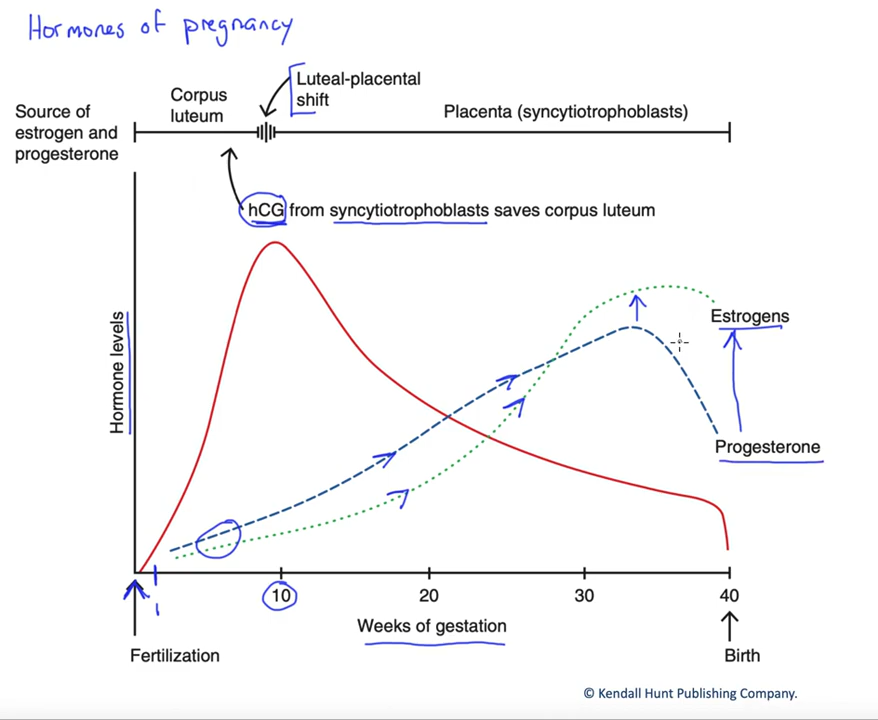 Hormones of pregnancy
Luteal-placental
shift
Corpus
luteum
Placenta (syncytiotrophoblasts)
Source of
estrogen and
progesterone
hCG from syncytiotrophoblasts saves corpus luteum
Hormone levels
Estrogens
Progesterone
1
10
20
30
40
Weeks of gestation
Fertilization
Birth
© Kendall Hunt Publishing Company.